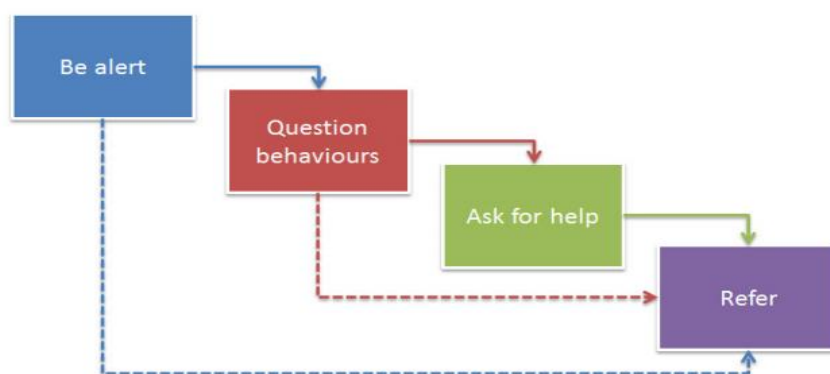 Be alert
Question
behaviours
Ask for help
Refer